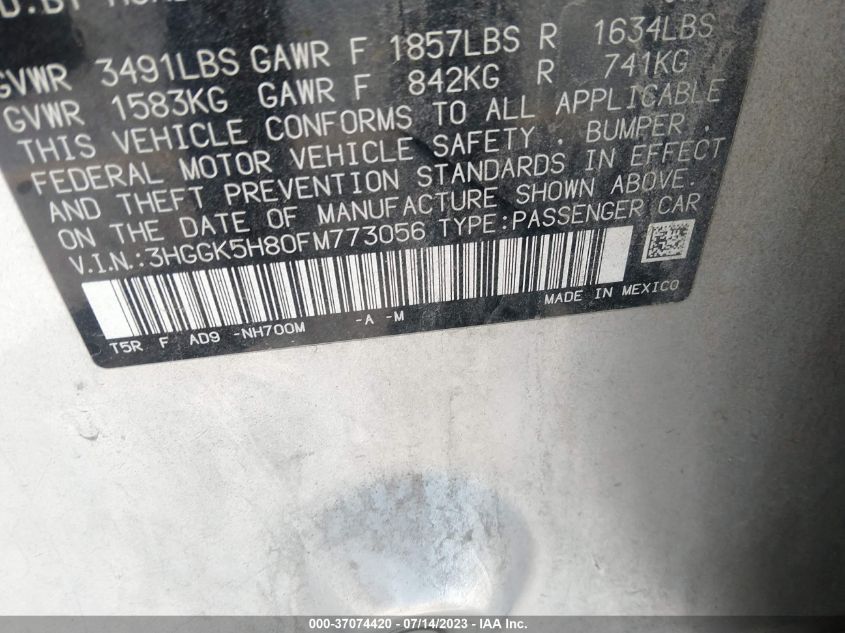 GVWR 3491LBS GAWR F 1857LBS R 1634LBS
GVWR 1583KG GAWR F 842KG R 741KG
THIS VEHICLE CONFORMS TO ALL APPLICABLE
FEDERAL MOTOR VEHICLE SAFETY , BUMPER ,
AND THEFT PREVENTION STANDARDS IN EFFECT
ON THE DATE OF MANUFACTURE SHOWN ABOVE.
V.I.N.:3HGGK5H80FM773056 TYPE:PASSENGER CAR
MADE IN MEXICO
T5R F AD9 -NH700M -A -M
000-37074420 - 07/14/2023 - IAAI Inc.